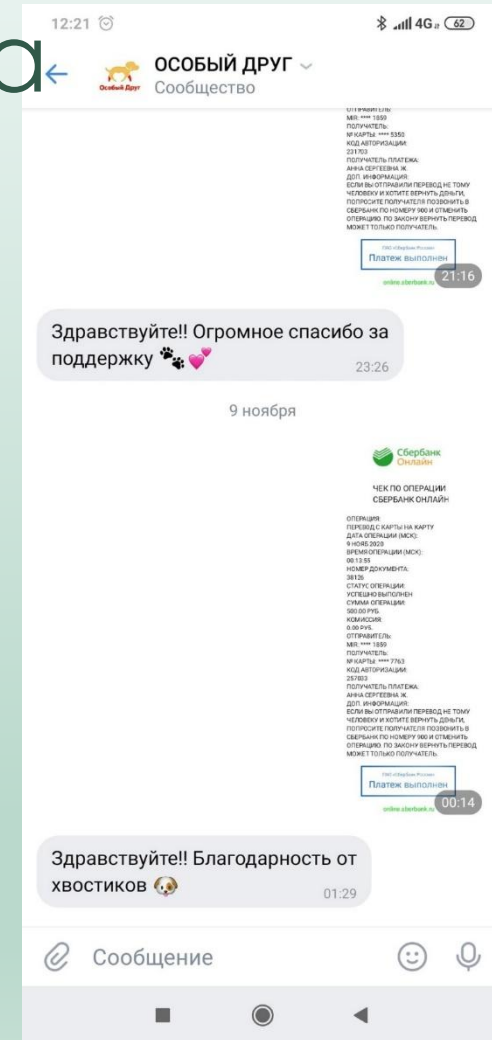 а
12:21
4G 62
ОСОБЫЙ ДРУГ
Особый Друг
Сообщество
ОТПРАВИТЕЛЬ:
MIR: **** 1859
ПОЛУЧАТЕЛЬ:
№ КАРТЫ: **** 5350
КОД АВТОРИЗАЦИИ:
231703
ПОЛУЧАТЕЛЬ ПЛАТЕЖА:
АННА СЕРГЕЕВНА Ж.
ДОП. ИНФОРМАЦИЯ:
ЕСЛИ ВЫ ОТПРАВИЛИ ПЕРЕВОД НЕ ТОМУ
ЧЕЛОВЕКУ И ХОТИТЕ ВЕРНУТЬ ДЕНЬГИ,
ПОПРОСИТЕ ПОЛУЧАТЕЛЯ ПОЗВОНИТЬ В
СБЕРБАНК ПО НОМЕРУ 900 И ОТМЕНИТЬ
ОПЕРАЦИЮ. ПО ЗАКОНУ ВЕРНУТЬ ПЕРЕВОД
МОЖЕТ ТОЛЬКО ПОЛУЧАТЕЛЬ.
ПАО «Сбербанк России»
Платеж выполнен
online.sberbank.ru
21:16
Здравствуйте!! Огромное спасибо за
поддержку 🐾💕
23:26
9 ноября
Сбербанк
Онлайн
ЧЕК ПО ОПЕРАЦИИ
СБЕРБАНК ОНЛАЙН
ОПЕРАЦИЯ:
ПЕРЕВОД С КАРТЫ НА КАРТУ
ДАТА ОПЕРАЦИИ (МСК):
9 НОЯБ 2020
ВРЕМЯ ОПЕРАЦИИ (МСК):
00:13:55
НОМЕР ДОКУМЕНТА:
38126
СТАТУС ОПЕРАЦИИ:
УСПЕШНО ВЫПОЛНЕН
СУММА ОПЕРАЦИИ:
500.00 РУБ.
КОМИССИЯ:
0.00 РУБ.
ОТПРАВИТЕЛЬ:
MIR: **** 1859
ПОЛУЧАТЕЛЬ:
№ КАРТЫ: **** 7763
КОД АВТОРИЗАЦИИ:
257803
ПОЛУЧАТЕЛЬ ПЛАТЕЖА:
АННА СЕРГЕЕВНА Ж.
ДОП. ИНФОРМАЦИЯ:
ЕСЛИ ВЫ ОТПРАВИЛИ ПЕРЕВОД НЕ ТОМУ
ЧЕЛОВЕКУ И ХОТИТЕ ВЕРНУТЬ ДЕНЬГИ,
ПОПРОСИТЕ ПОЛУЧАТЕЛЯ ПОЗВОНИТЬ В
СБЕРБАНК ПО НОМЕРУ 900 И ОТМЕНИТЬ
ОПЕРАЦИЮ. ПО ЗАКОНУ ВЕРНУТЬ ПЕРЕВОД
МОЖЕТ ТОЛЬКО ПОЛУЧАТЕЛЬ.
ПАО «Сбербанк России»
Платеж выполнен
online.sberbank.ru
00:14
Здравствуйте!! Благодарность от
хвостиков 🐶
01:29
Сообщение